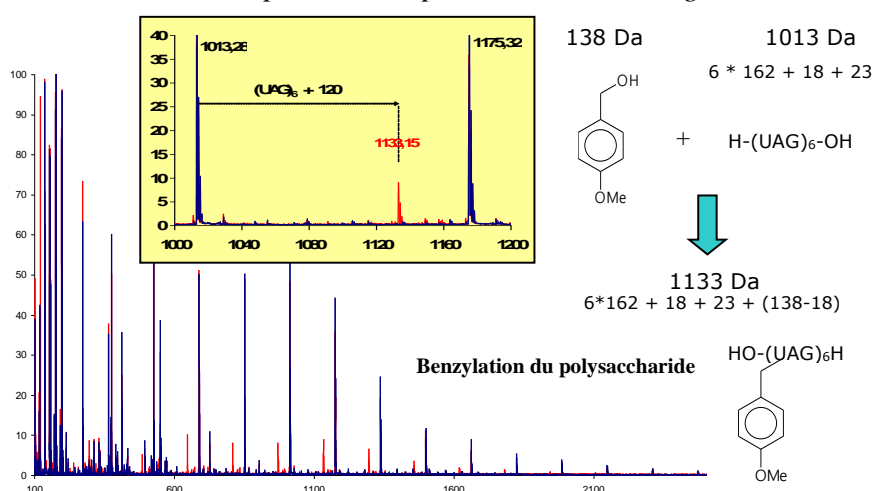 40
35
30
25
20
15
10
5
0
1013,28
1175,32
(UAG)6 + 120
1133,15
1000
1040
1080
1120
1160
1200
138 Da
1013 Da
6 * 162 + 18 + 23
OH
OMe
+
H-(UAG)6-OH
1133 Da
6*162 + 18 + 23 + (138-18)
Benzylation du polysaccharide
HO-(UAG)6H
OMe
100
90
80
70
60
50
40
30
20
10
0
100
600
1100
1600
2100